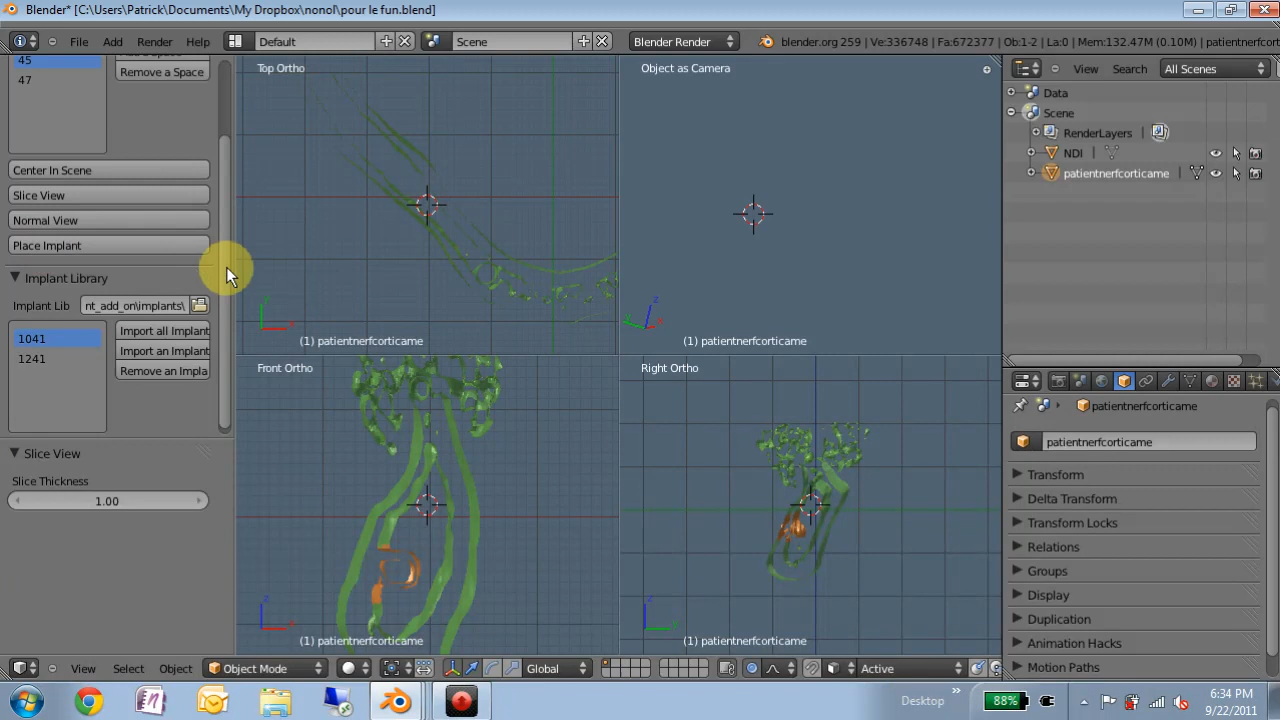 Blender* [C:\Users\Patrick\Documents\My Dropbox\nonol\pour le fun.blend]
File Add Render Help Default Scene Blender Render blender.org 259 | Ve:336748 | Fa:672377 | Ob:1-2 | La:0 | Mem:132.47M (0.10M) | patientnerfcor
45
47
Remove a Space
Center In Scene
Slice View
Normal View
Place Implant
Implant Library
Implant Lib nt_add_on\implants\
1041
1241
Import all Implant
Import an Implant
Remove an Impla
Slice View
Slice Thickness
1.00
Top Ortho
(1) patientnerfcorticame
Object as Camera
(1) patientnerfcorticame
Front Ortho
(1) patientnerfcorticame
Right Ortho
(1) patientnerfcorticame
View Select Object Object Mode Global Active
View Search All Scenes
Data
Scene
RenderLayers
NDI
patientnerfcorticame
patientnerfcorticame
patientnerfcorticame
Transform
Delta Transform
Transform Locks
Relations
Groups
Display
Duplication
Animation Hacks
Motion Paths
Desktop » 88% 6:34 PM
9/22/2011